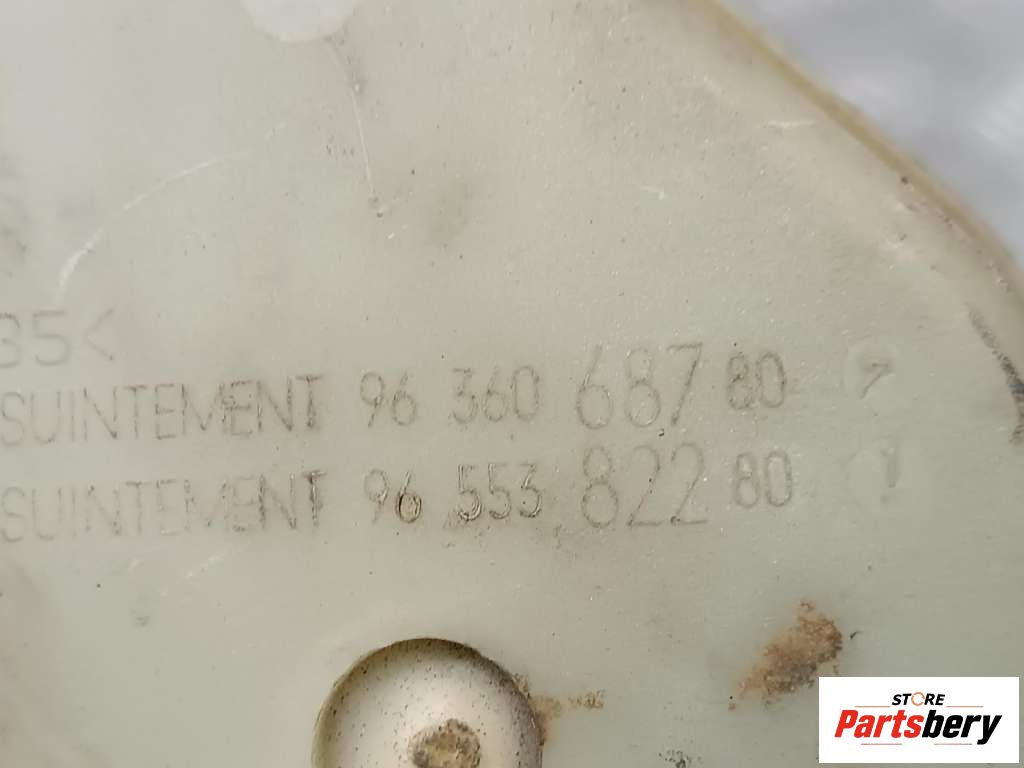 35<
SUINTEMENT 96 360 687 80
SUINTEMENT 96 553 822 80
STORE
Partsbery